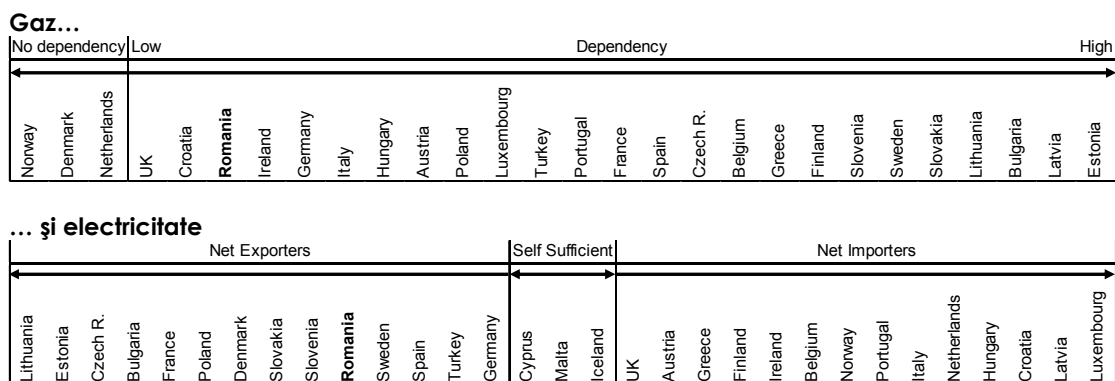 Gaz...
No dependency Low Dependency High
Norway Denmark Netherlands UK Croatia Romania Ireland Germany Italy Hungary Austria Poland Luxembourg Turkey Portugal France Spain Czech R. Belgium Greece Finland Slovenia Sweden Slovakia Lithuania Bulgaria Latvia Estonia
... şi electricitate
Net Exporters Self Sufficient Net Importers
Lithuania Estonia Czech R. Bulgaria France Poland Denmark Slovakia Slovenia Romania Sweden Spain Turkey Germany Cyprus Malta Iceland UK Austria Greece Finland Ireland Belgium Norway Portugal Italy Netherlands Hungary Croatia Latvia Luxembourg